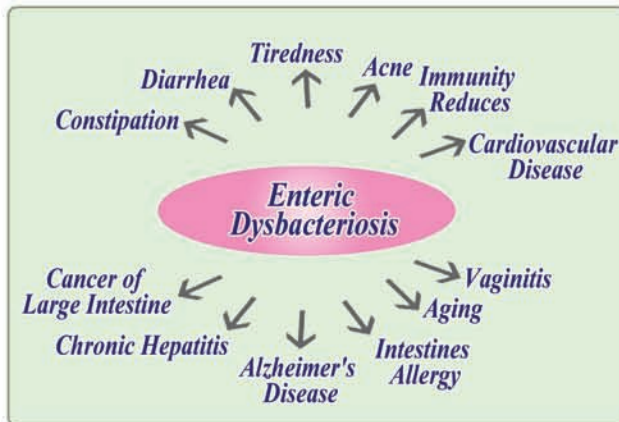 Tiredness
Diarrhea
Constipation
Acne
Immunity
Reduces
Cardiovascular
Disease
Enteric
Dysbacteriosis
Cancer of
Large Intestine
Chronic Hepatitis
Alzheimer's
Disease
Intestines
Allergy
Aging
Vaginitis